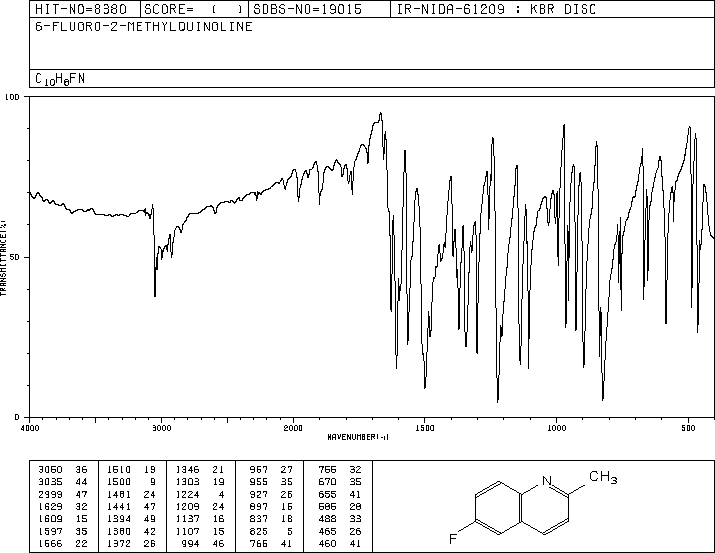 HIT-NO=8380 SCORE= ( ) SDBS-NO=19015 IR-NIDA-61209 : KBR DISC
6-FLUORO-2-METHYLQUINOLINE
C10H8FN
100
50
0
TRANSMITTANCE(%)
4000 3000 2000 1500 1000 500
WAVENUMBER(-1)
3060 36 1510 19 1346 21 967 27 756 32
3035 44 1500 9 1303 19 955 35 670 35
2999 47 1481 24 1224 4 927 26 655 41
1629 32 1441 47 1209 24 897 16 586 28
1609 15 1394 49 1137 16 837 18 488 33
1597 35 1380 42 1107 15 825 5 465 26
1566 22 1372 26 994 46 766 41 460 41
N
CH3
F